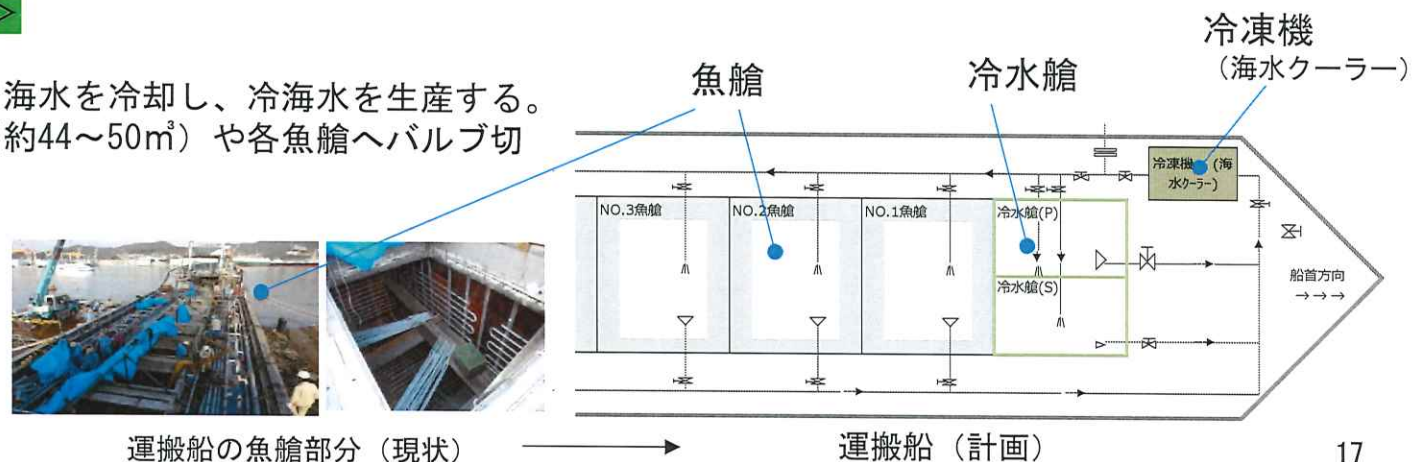 海水を冷却し、冷海水を生産する。
約44～50㎥）や各魚艙へバルブ切
魚艙
冷水艙
冷凍機
（海水クーラー）
冷凍機 (海
水クーラー)
NO.3魚艙
NO.2魚艙
NO.1魚艙
冷水艙(P)
冷水艙(S)
船首方向
→→→
運搬船の魚艙部分（現状）
運搬船（計画）
17